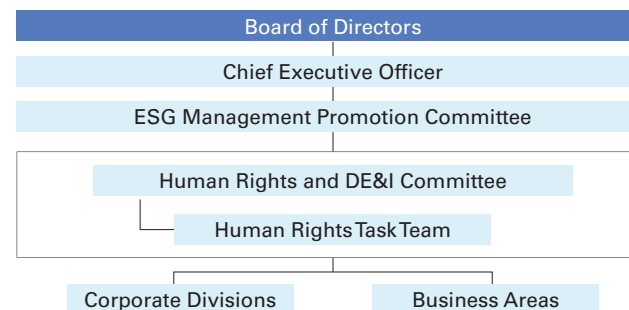 Board of Directors
Chief Executive Officer
ESG Management Promotion Committee
Human Rights and DE&I Committee
Human Rights Task Team
Corporate Divisions
Business Areas